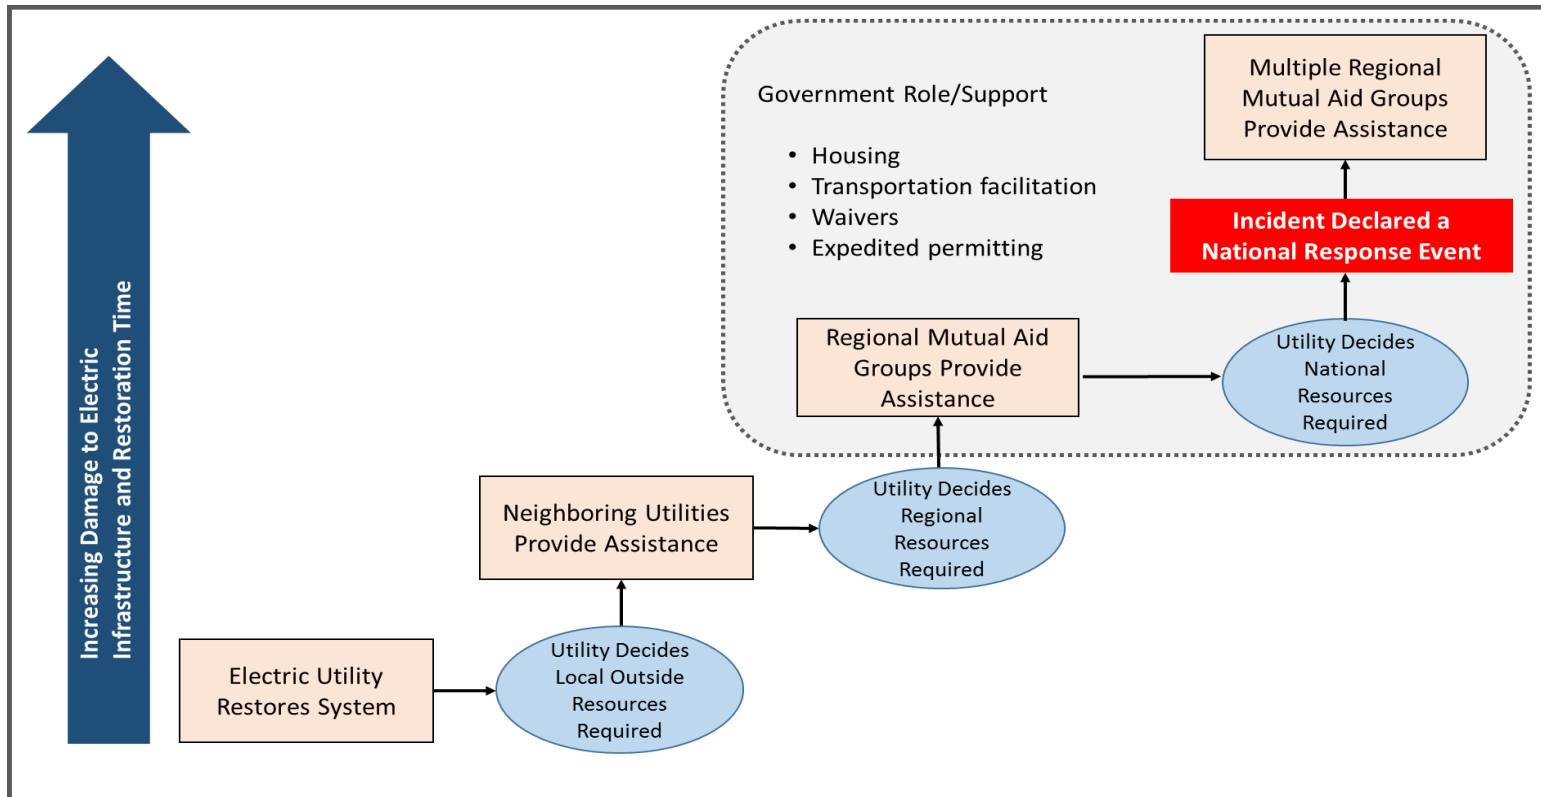 Increasing Damage to Electric
Infrastructure and Restoration Time
Government Role/Support
• Housing
• Transportation facilitation
• Waivers
• Expedited permitting
Multiple Regional
Mutual Aid Groups
Provide Assistance
Incident Declared a
National Response Event
Utility Decides
National
Resources
Required
Regional Mutual Aid
Groups Provide
Assistance
Utility Decides
Regional
Resources
Required
Neighboring Utilities
Provide Assistance
Utility Decides
Local Outside
Resources
Required
Electric Utility
Restores System